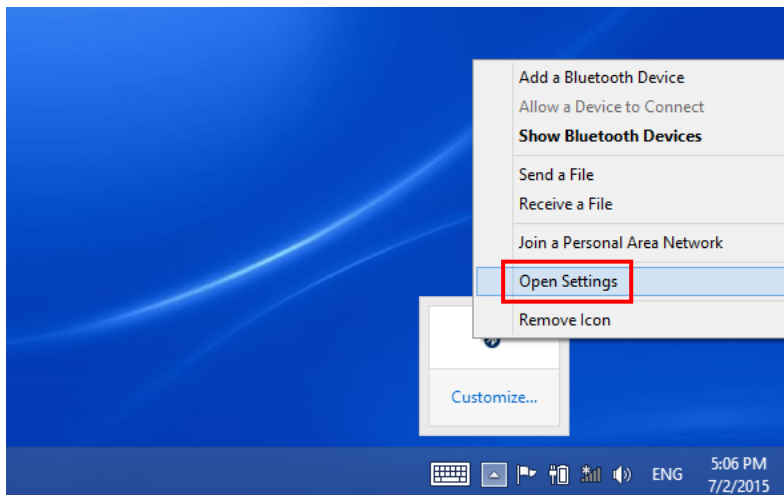 Add a Bluetooth Device
Allow a Device to Connect
Show Bluetooth Devices
Send a File
Receive a File
Join a Personal Area Network
Open Settings
Remove Icon
Customize...
ENG
5:06 PM
7/2/2015